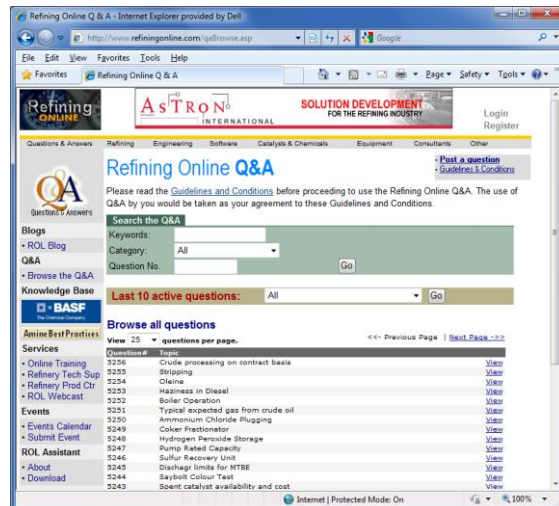 Refining Online Q & A - Internet Explorer provided by Dell
http://www.refiningonline.com/qaBrowse.asp
Google
File Edit View Favorites Tools Help
Favorites
Refining Online Q & A
Page
Safety
Tools
Refining
ONLINE
ASTRON
INTERNATIONAL
SOLUTION DEVELOPMENT
FOR THE REFINING INDUSTRY
Login
Register
Questions & Answers
Refining
Engineering
Software
Catalysts & Chemicals
Equipment
Consultants
Other
Q&A
Questions & Answers
Blogs
• ROL Blog
Q&A
• Browse the Q&A
Knowledge Base
BASF
The Chemical Company
Amine Best Practices
Services
• Online Training
• Refinery Tech Sup
• Refinery Prod Ctr
• ROL Webcast
Events
• Events Calendar
• Submit Event
ROL Assistant
• About
• Download
Refining Online Q&A
• Post a question
• Guidelines & Conditions
Please read the Guidelines and Conditions before proceeding to use the Refining Online Q&A. The use of
Q&A by you would be taken as your agreement to these Guidelines and Conditions.
Search the Q&A
Keywords:
Category: All
Question No. Go
Last 10 active questions: All Go
Browse all questions
View 25 questions per page.
<<- Previous Page | Next Page ->>
Question# Topic
5256 Crude processing on contract basis View
5255 Stripping View
5254 Oleine View
5253 Haziness in Diesel View
5252 Boiler Operation View
5251 Typical expected gas from crude oil View
5250 Ammonium Chloride Plugging View
5249 Coker Fractionator View
5248 Hydrogen Peroxide Storage View
5247 Pump Rated Capacity View
5246 Sulfur Recovery Unit View
5245 Dischagr limits for MTBE View
5244 Saybolt Colour Test View
5243 Spent catalyst availability and cost View
Internet | Protected Mode: On
100%